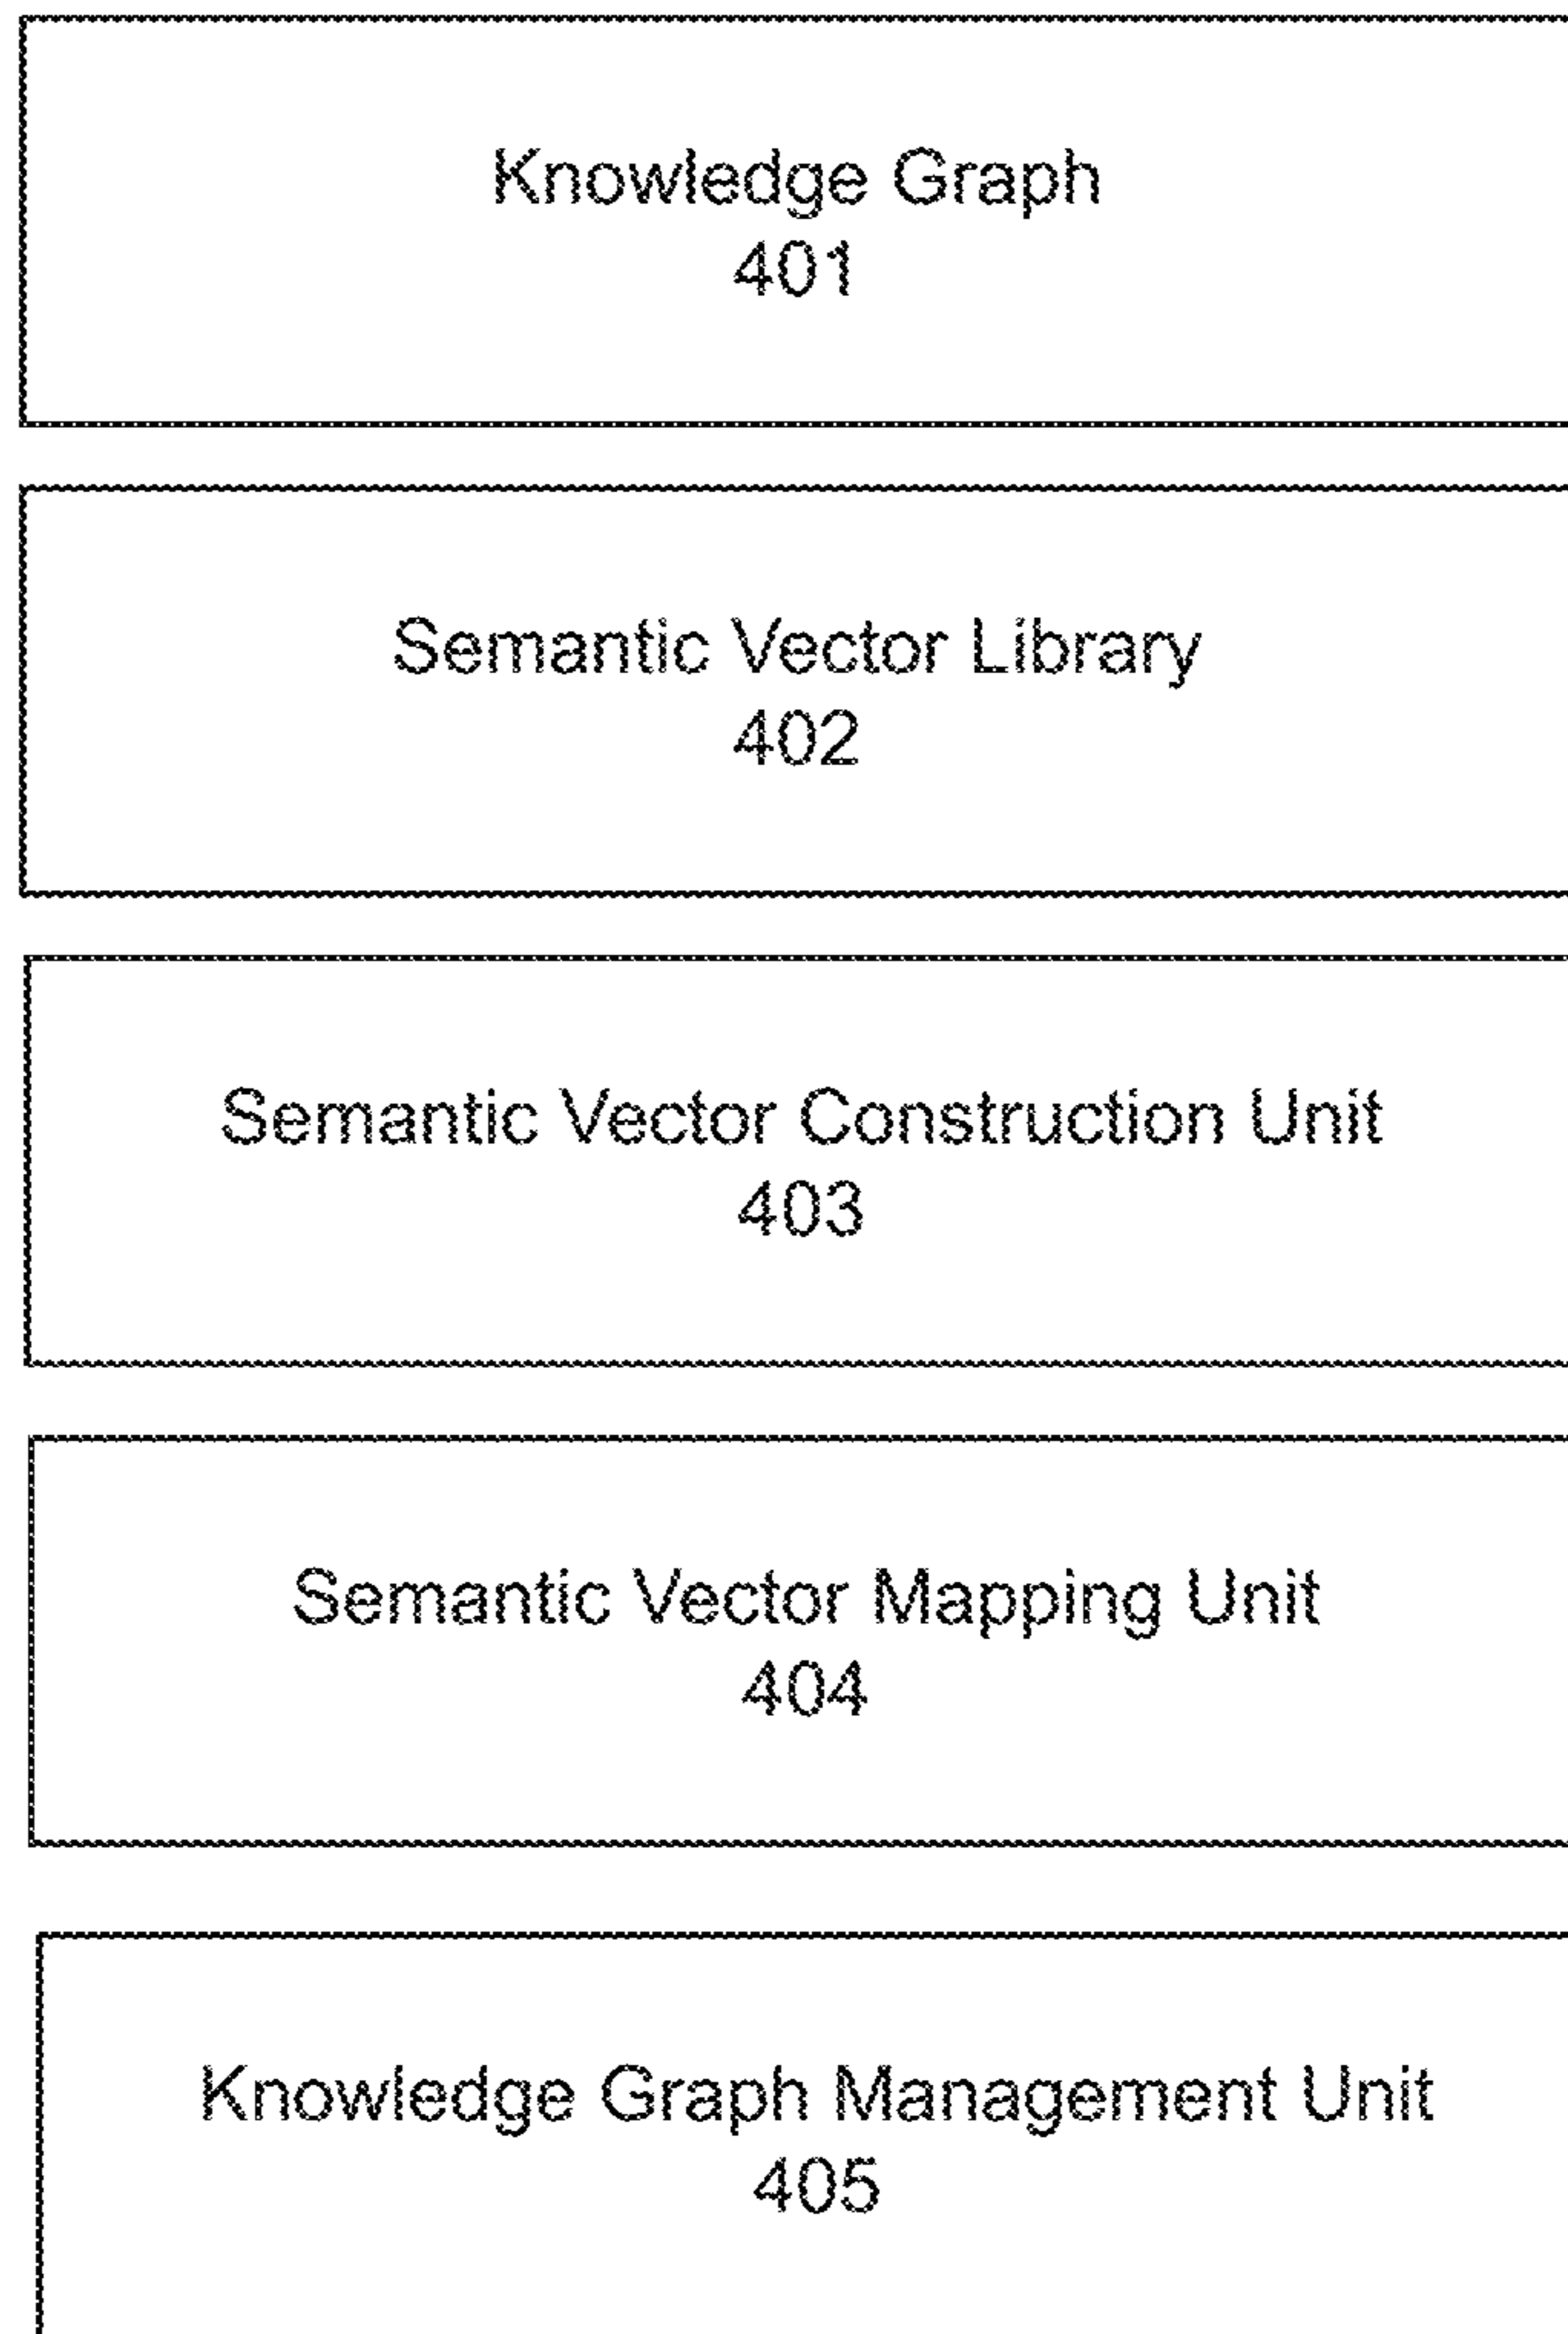 Knowledge Graph
401
Semantic Vector Library
402
Semantic Vector Construction Unit
403
Semantic Vector Mapping Unit
404
Knowledge Graph Management Unit
405